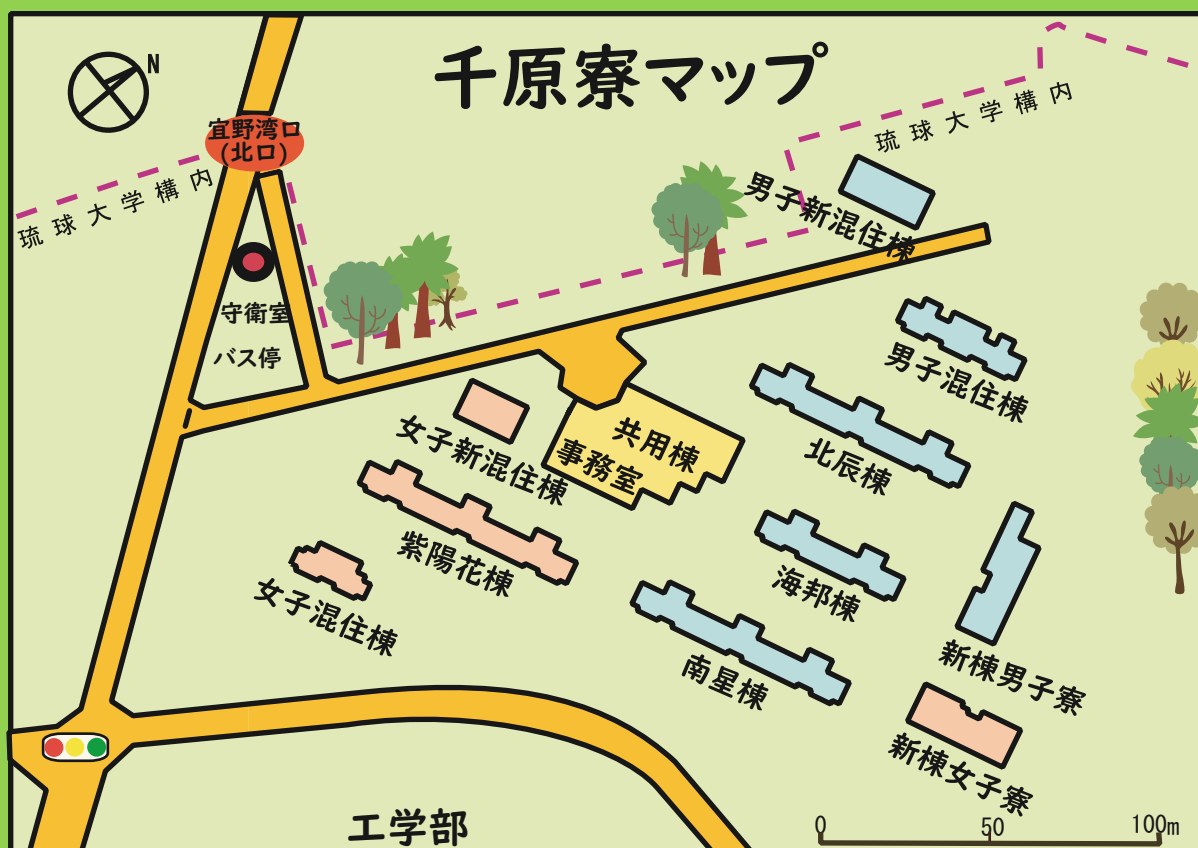 千原寮マップ
N
宜野湾口
(北口)
琉球大学構内
琉球大学構内
守衛室
バス停
男子新混住棟
男子混住棟
女子新混住棟
共用棟
事務室
北辰棟
紫陽花棟
女子混住棟
海邦棟
南星棟
新棟男子寮
新棟女子寮
工学部
0 50 100m